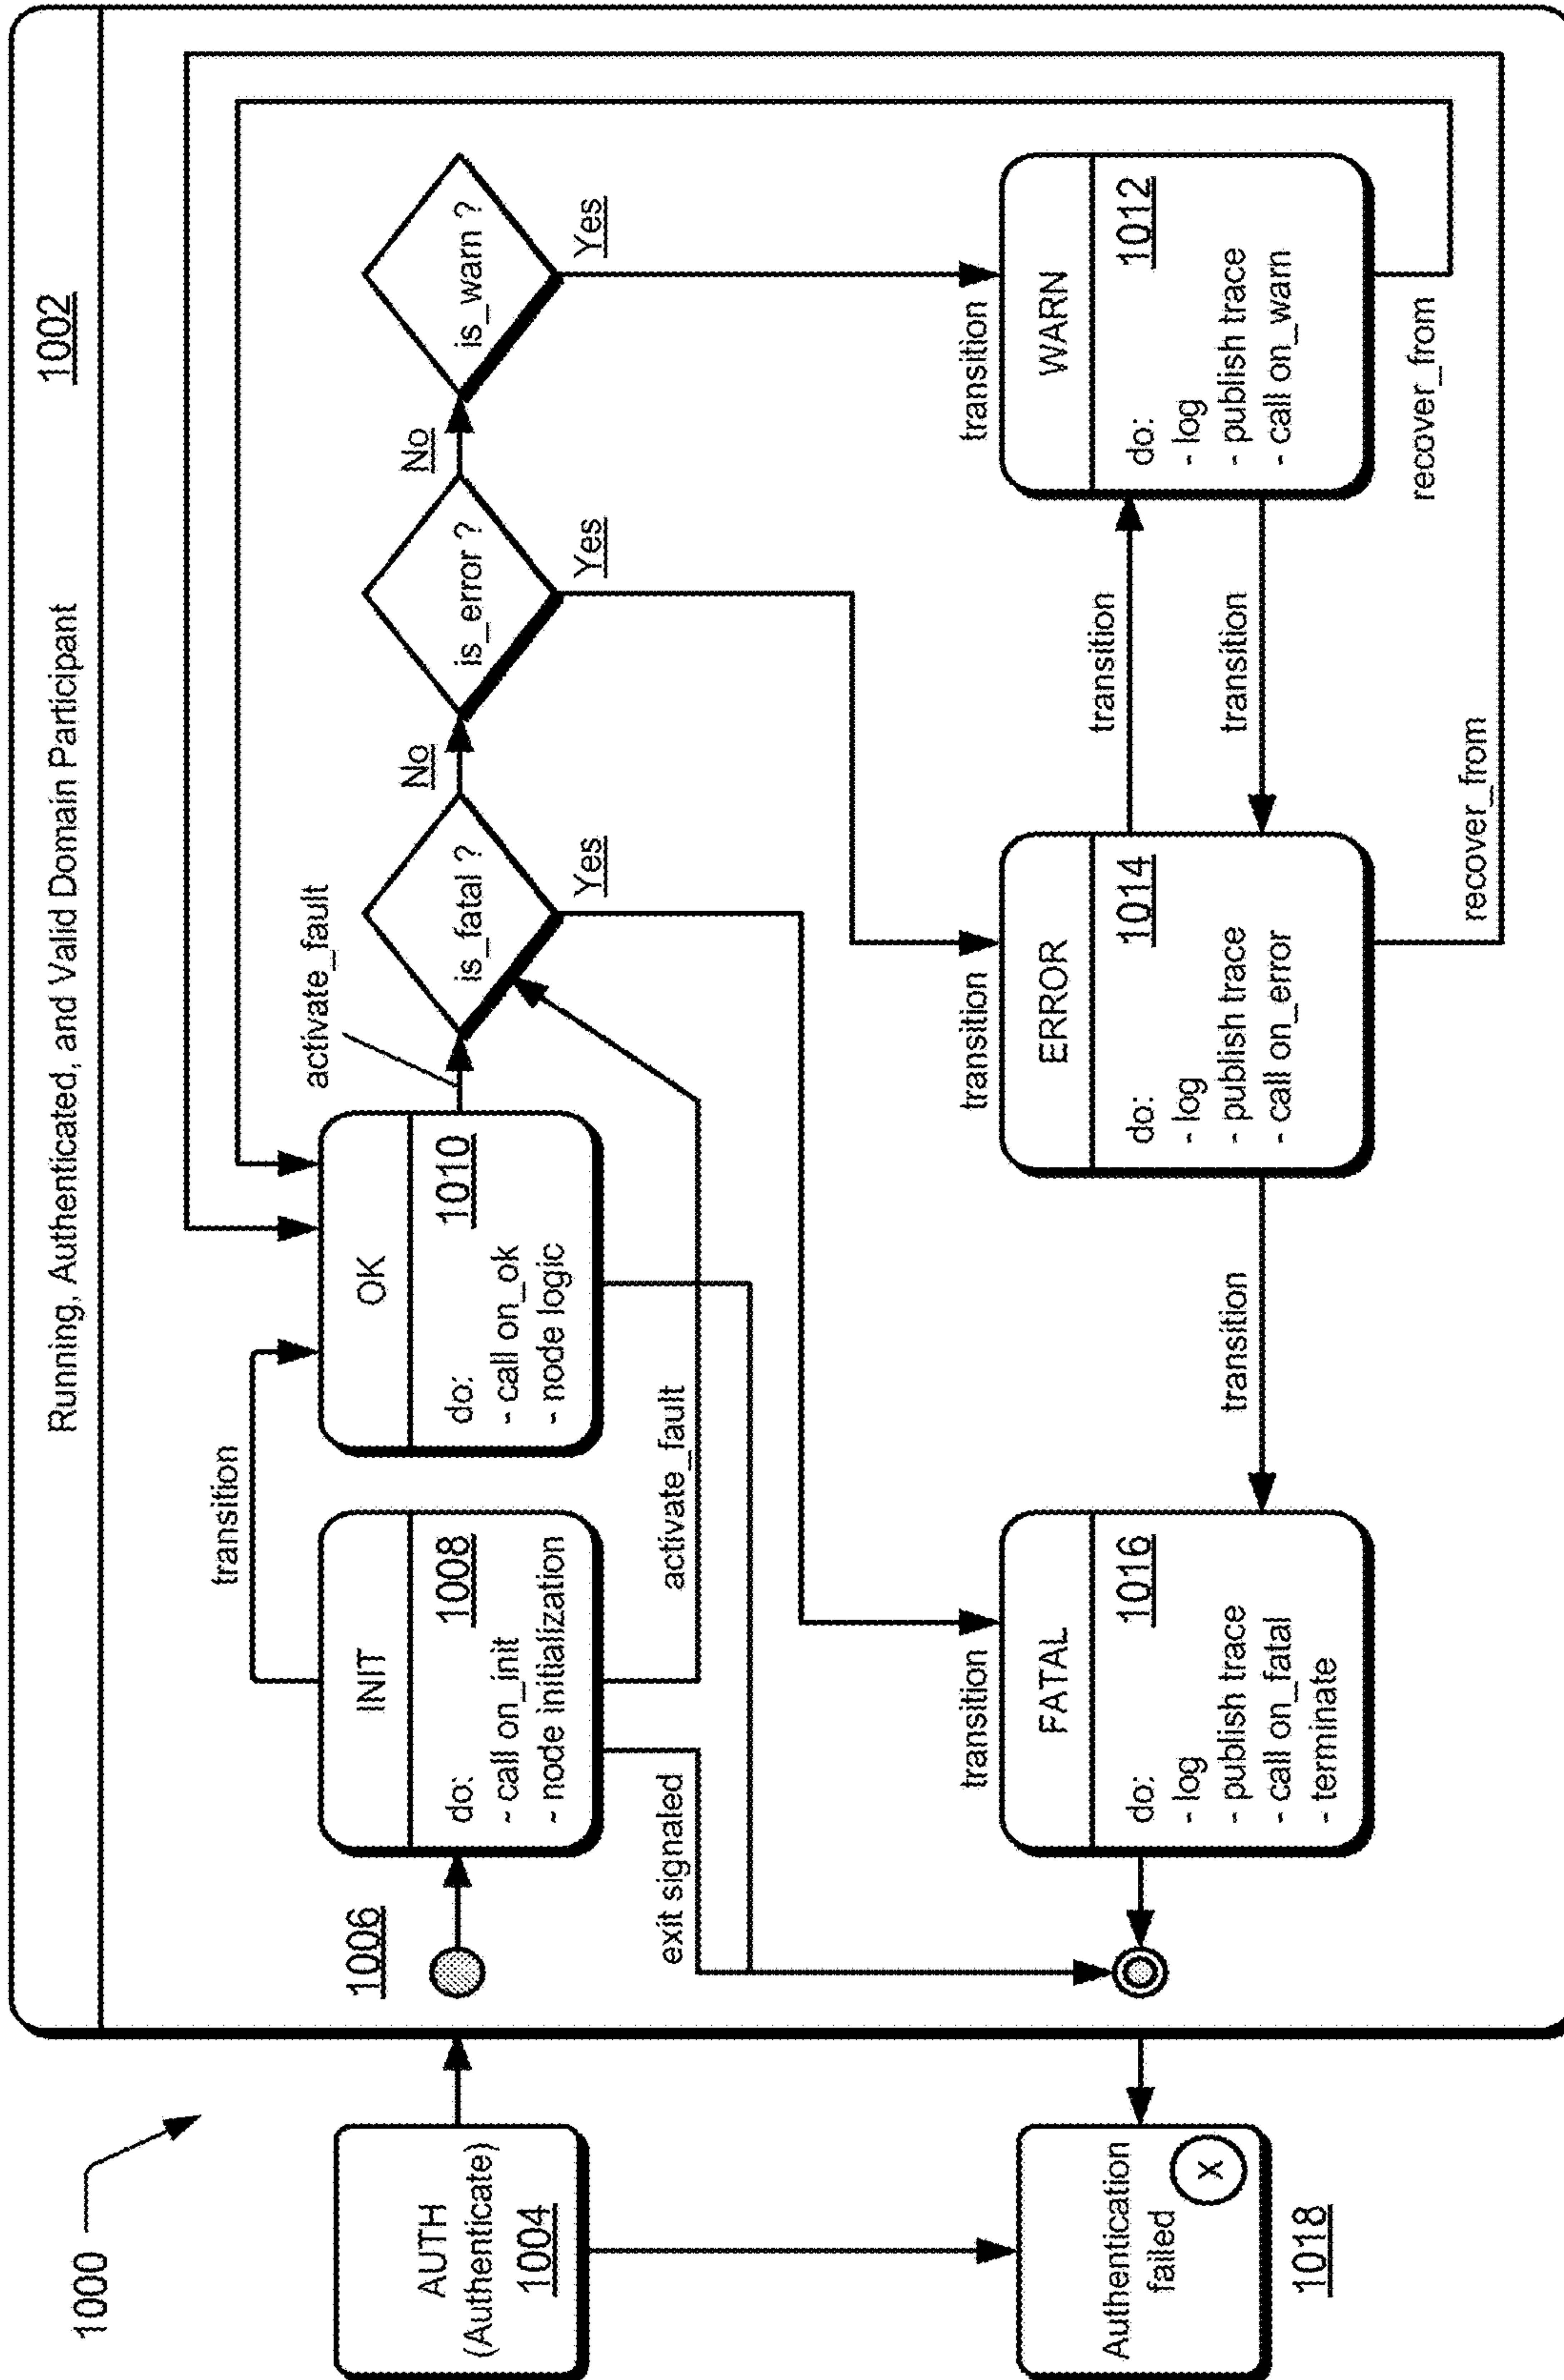 1000
Running, Authenticated, and Valid Domain Participant
1002
AUTH
(Authenticate)
1004
1006
transition
INIT
1008
do:
- call on_init
- node initialization
OK
1010
do:
- call on_ok
- node logic
activate_fault
is_fatal ?
No
is_error ?
No
is_warn ?
Yes
Yes
Yes
exit signaled
activate_fault
transition
FATAL
1016
do:
- log
- publish trace
- call on_fatal
- terminate
transition
transition
ERROR
1014
do:
- log
- publish trace
- call on_error
transition
transition
transition
WARN
1012
do:
- log
- publish trace
- call on_warn
recover_from
recover_from
Authentication
failed
X
1018